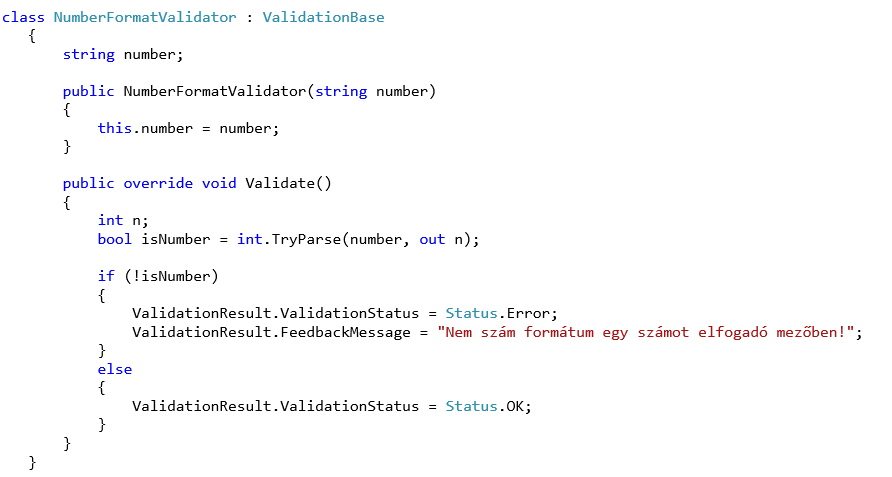 class NumberFormatValidator : ValidationBase
{
string number;
public NumberFormatValidator(string number)
{
this.number = number;
}
public override void Validate()
{
int n;
bool isNumber = int.TryParse(number, out n);
if (!isNumber)
{
ValidationResult.ValidationStatus = Status.Error;
ValidationResult.FeedbackMessage = "Nem szám formátum egy számot elfogadó mezőben!";
}
else
{
ValidationResult.ValidationStatus = Status.OK;
}
}
}